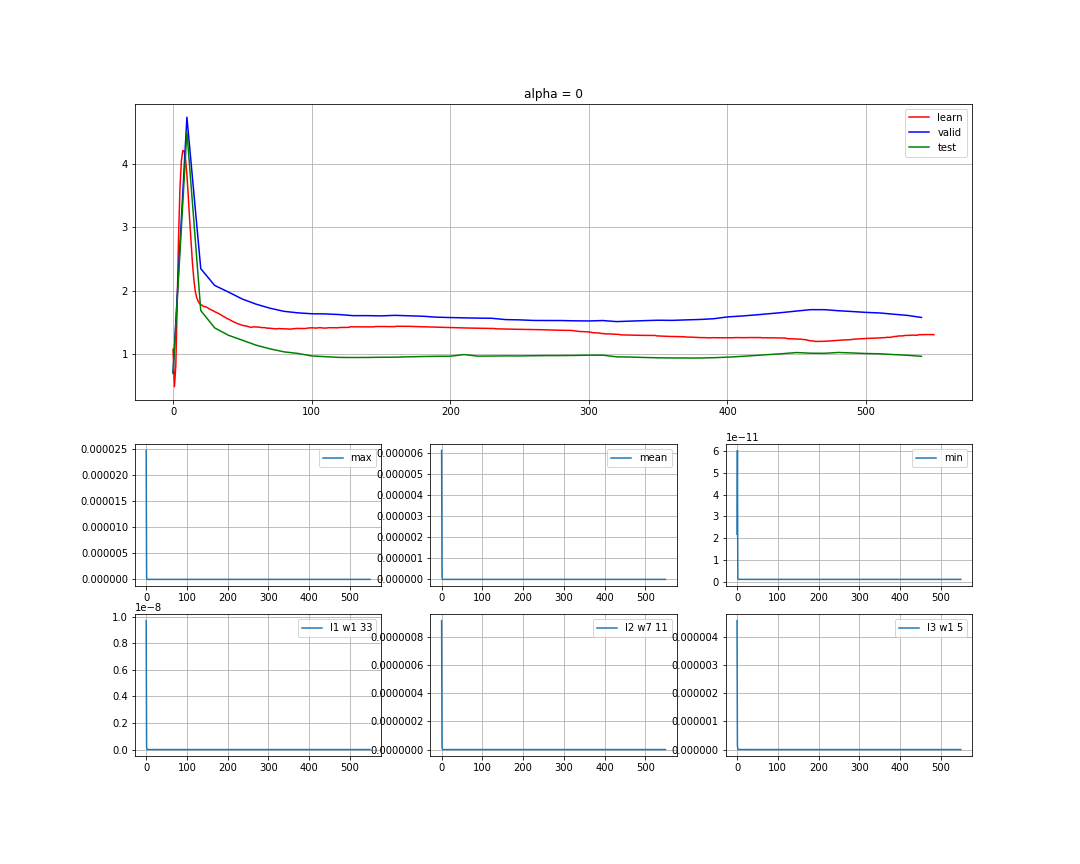 alpha = 0
learn
valid
test
4
3
2
1
0 100 200 300 400 500
max
0.000025
0.000020
0.000015
0.000010
0.000005
0.000000
0 100 200 300 400 500
mean
0.000006
0.000005
0.000004
0.000003
0.000002
0.000001
0.000000
0 100 200 300 400 500
1e−11
min
6
5
4
3
2
1
0
0 100 200 300 400 500
1e−8
l1 w1 33
1.0
0.8
0.6
0.4
0.2
0.0
0 100 200 300 400 500
l2 w7 11
0.0000008
0.0000006
0.0000004
0.0000002
0.0000000
0 100 200 300 400 500
l3 w1 5
0.000004
0.000003
0.000002
0.000001
0.000000
0 100 200 300 400 500